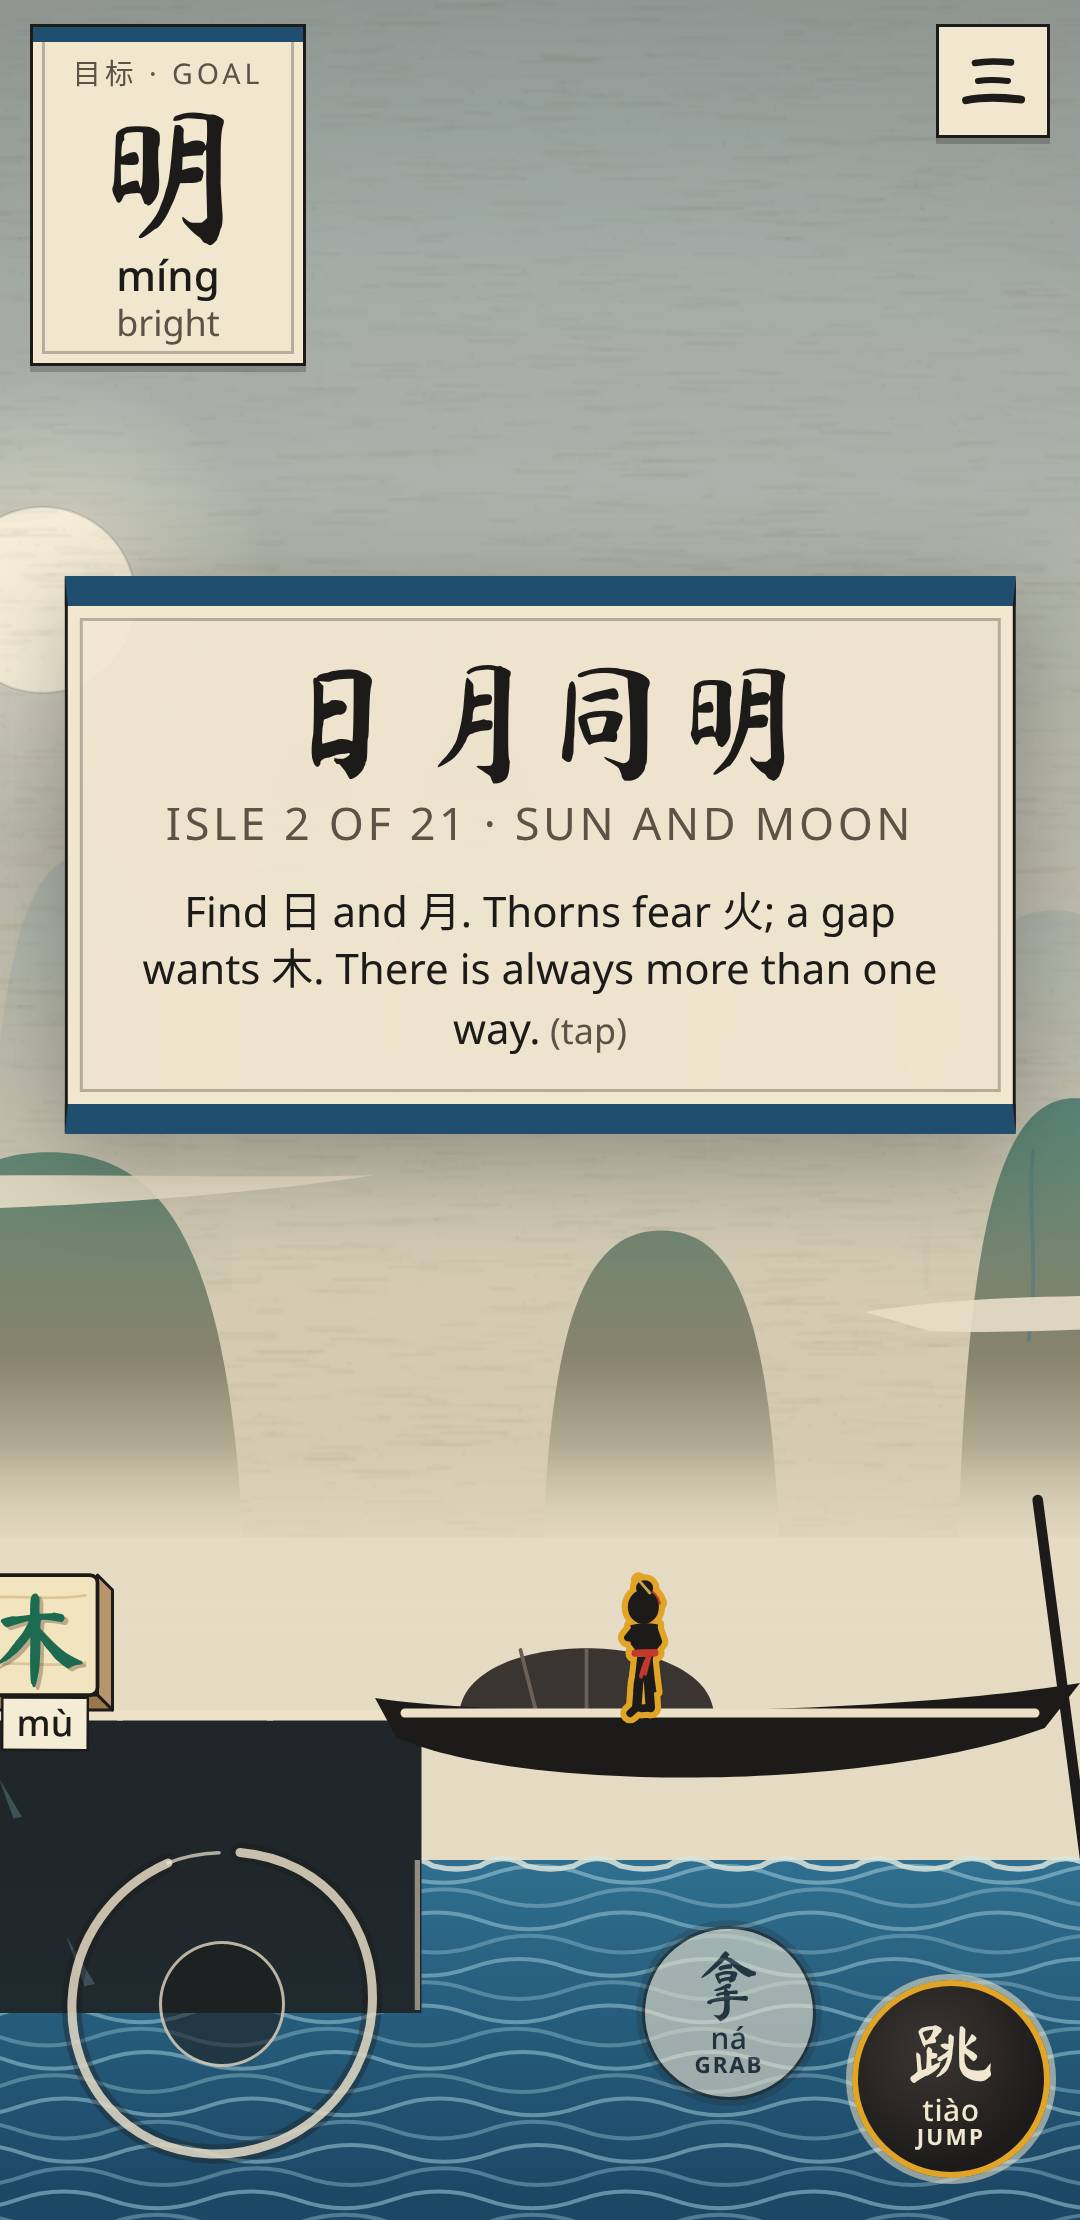 目标 · GOAL
明
míng
bright
三
日月同明
ISLE 2 OF 21 · SUN AND MOON
Find 日 and 月. Thorns fear 火; a gap
wants 木. There is always more than one
way. (tap)
木
mù
拿
ná
GRAB
跳
tiào
JUMP